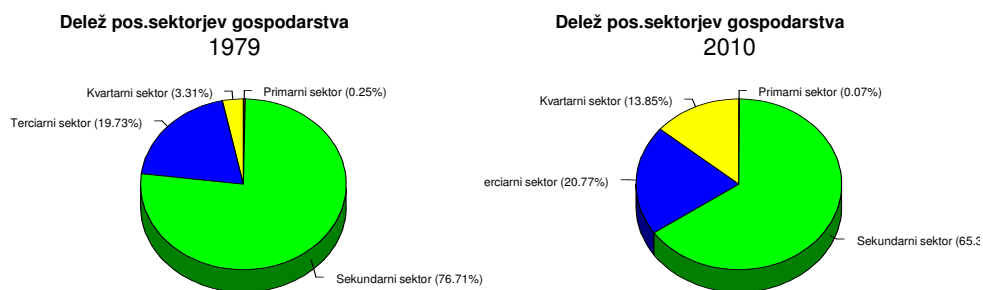 Delež pos.sektorjev gospodarstva
1979
Kvartarni sektor (3.31%)
Primarni sektor (0.25%)
Terciarni sektor (19.73%)
Sekundarni sektor (76.71%)
Delež pos.sektorjev gospodarstva
2010
Primarni sektor (0.07%)
Kvartarni sektor (13.85%)
erciarni sektor (20.77%)
Sekundarni sektor (65.3